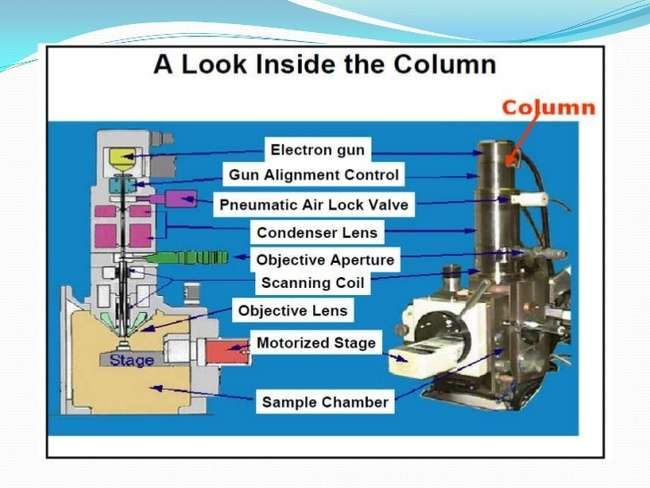 A Look Inside the Column
Column
Electron gun
Gun Alignment Control
Pneumatic Air Lock Valve
Condenser Lens
Objective Aperture
Scanning Coil
Objective Lens
Motorized Stage
Stage
Sample Chamber